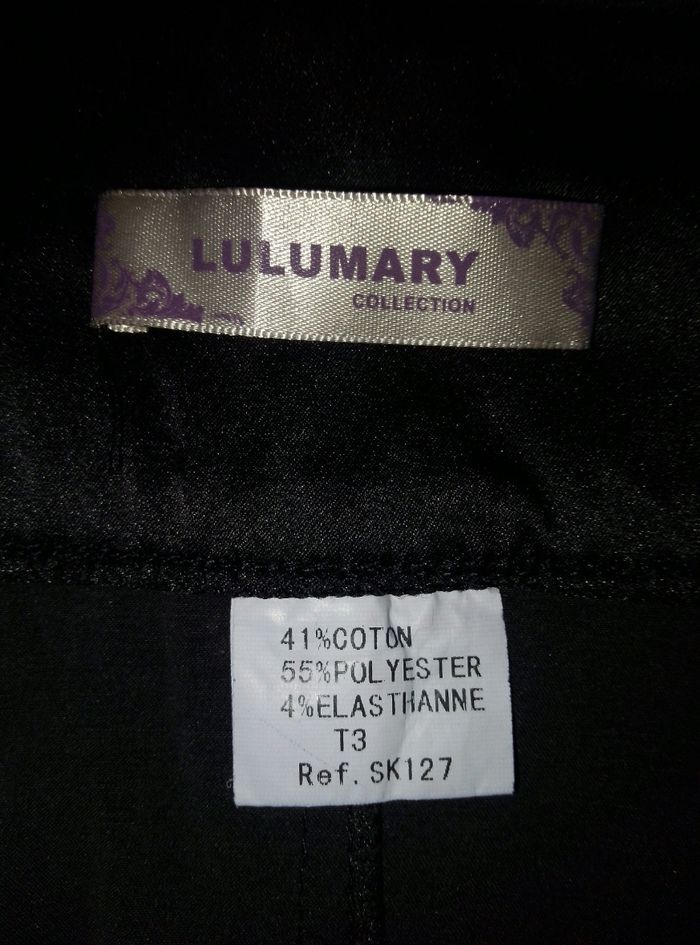 LULUMARY
COLLECTION
41%COTON
55%POLYESTER
4%ELASTHANNE
T3
Ref. SK127